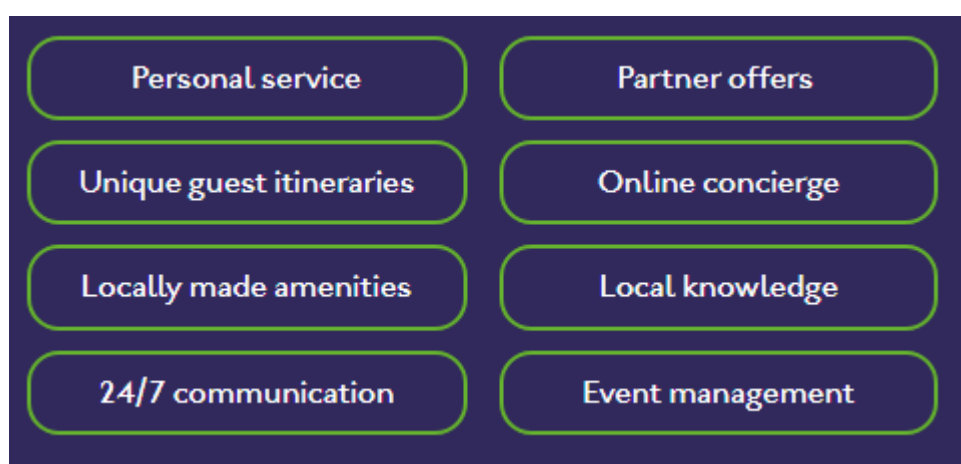 Personal service
Partner offers
Unique guest itineraries
Online concierge
Locally made amenities
Local knowledge
24/7 communication
Event management